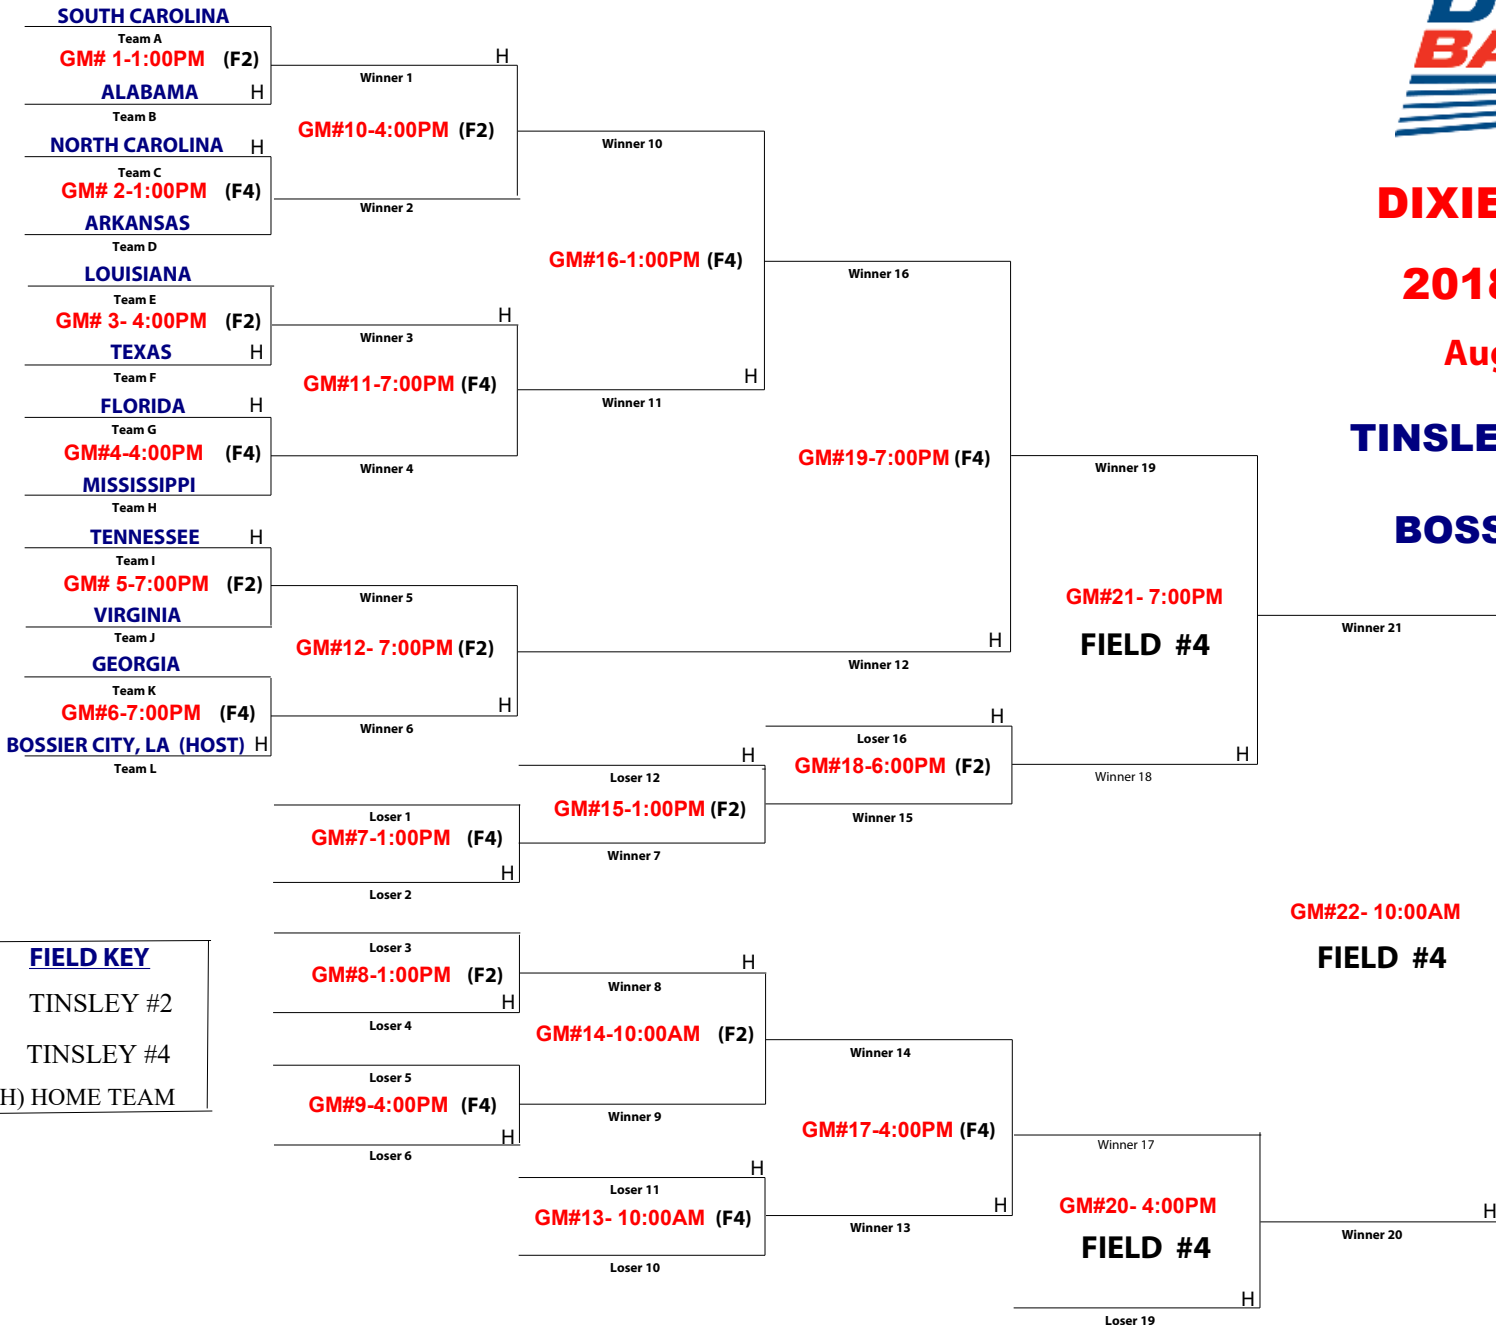 SOUTH CAROLINA
Team A
GM# 1-1:00PM (F2)
ALABAMA H
Team B
NORTH CAROLINA H
Team C
GM# 2-1:00PM (F4)
ARKANSAS
Team D
LOUISIANA
Team E
GM# 3- 4:00PM (F2)
TEXAS H
Team F
FLORIDA H
Team G
GM#4-4:00PM (F4)
MISSISSIPPI
Team H
TENNESSEE H
Team I
GM# 5-7:00PM (F2)
VIRGINIA
Team J
GEORGIA
Team K
GM#6-7:00PM (F4)
BOSSIER CITY, LA (HOST) H
Team L
H
Winner 1
GM#10-4:00PM (F2)
Winner 2
H
Winner 3
GM#11-7:00PM (F4)
Winner 4
Winner 5
GM#12- 7:00PM (F2)
H
Winner 6
Loser 1
GM#7-1:00PM (F4)
H
Loser 2
Loser 3
GM#8-1:00PM (F2)
H
Loser 4
Loser 5
GM#9-4:00PM (F4)
H
Loser 6
Winner 10
GM#16-1:00PM (F4)
H
Winner 11
H
Loser 12
GM#15-1:00PM (F2)
Winner 7
H
Winner 8
GM#14-10:00AM (F2)
Winner 9
H
Loser 11
GM#13- 10:00AM (F4)
Loser 10
Winner 16
GM#19-7:00PM (F4)
H
Winner 12
H
Loser 16
GM#18-6:00PM (F2)
Winner 15
Winner 14
GM#17-4:00PM (F4)
H
Winner 13
Winner 19
GM#21- 7:00PM
FIELD #4
H
Winner 18
Winner 17
GM#20- 4:00PM
FIELD #4
H
Loser 19
Winner 21
GM#22- 10:00AM
FIELD #4
H
Winner 20
D
BA
DIXIE
2018
Aug
TINSLE
BOSS
FIELD KEY
TINSLEY #2
TINSLEY #4
H) HOME TEAM